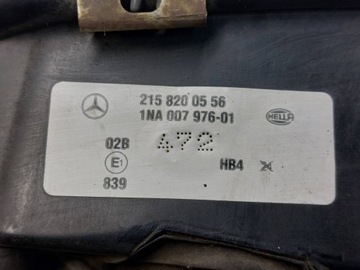 215 820 05 56
HELLA
1NA 007 976-01
02B 472
E1 HB4
839